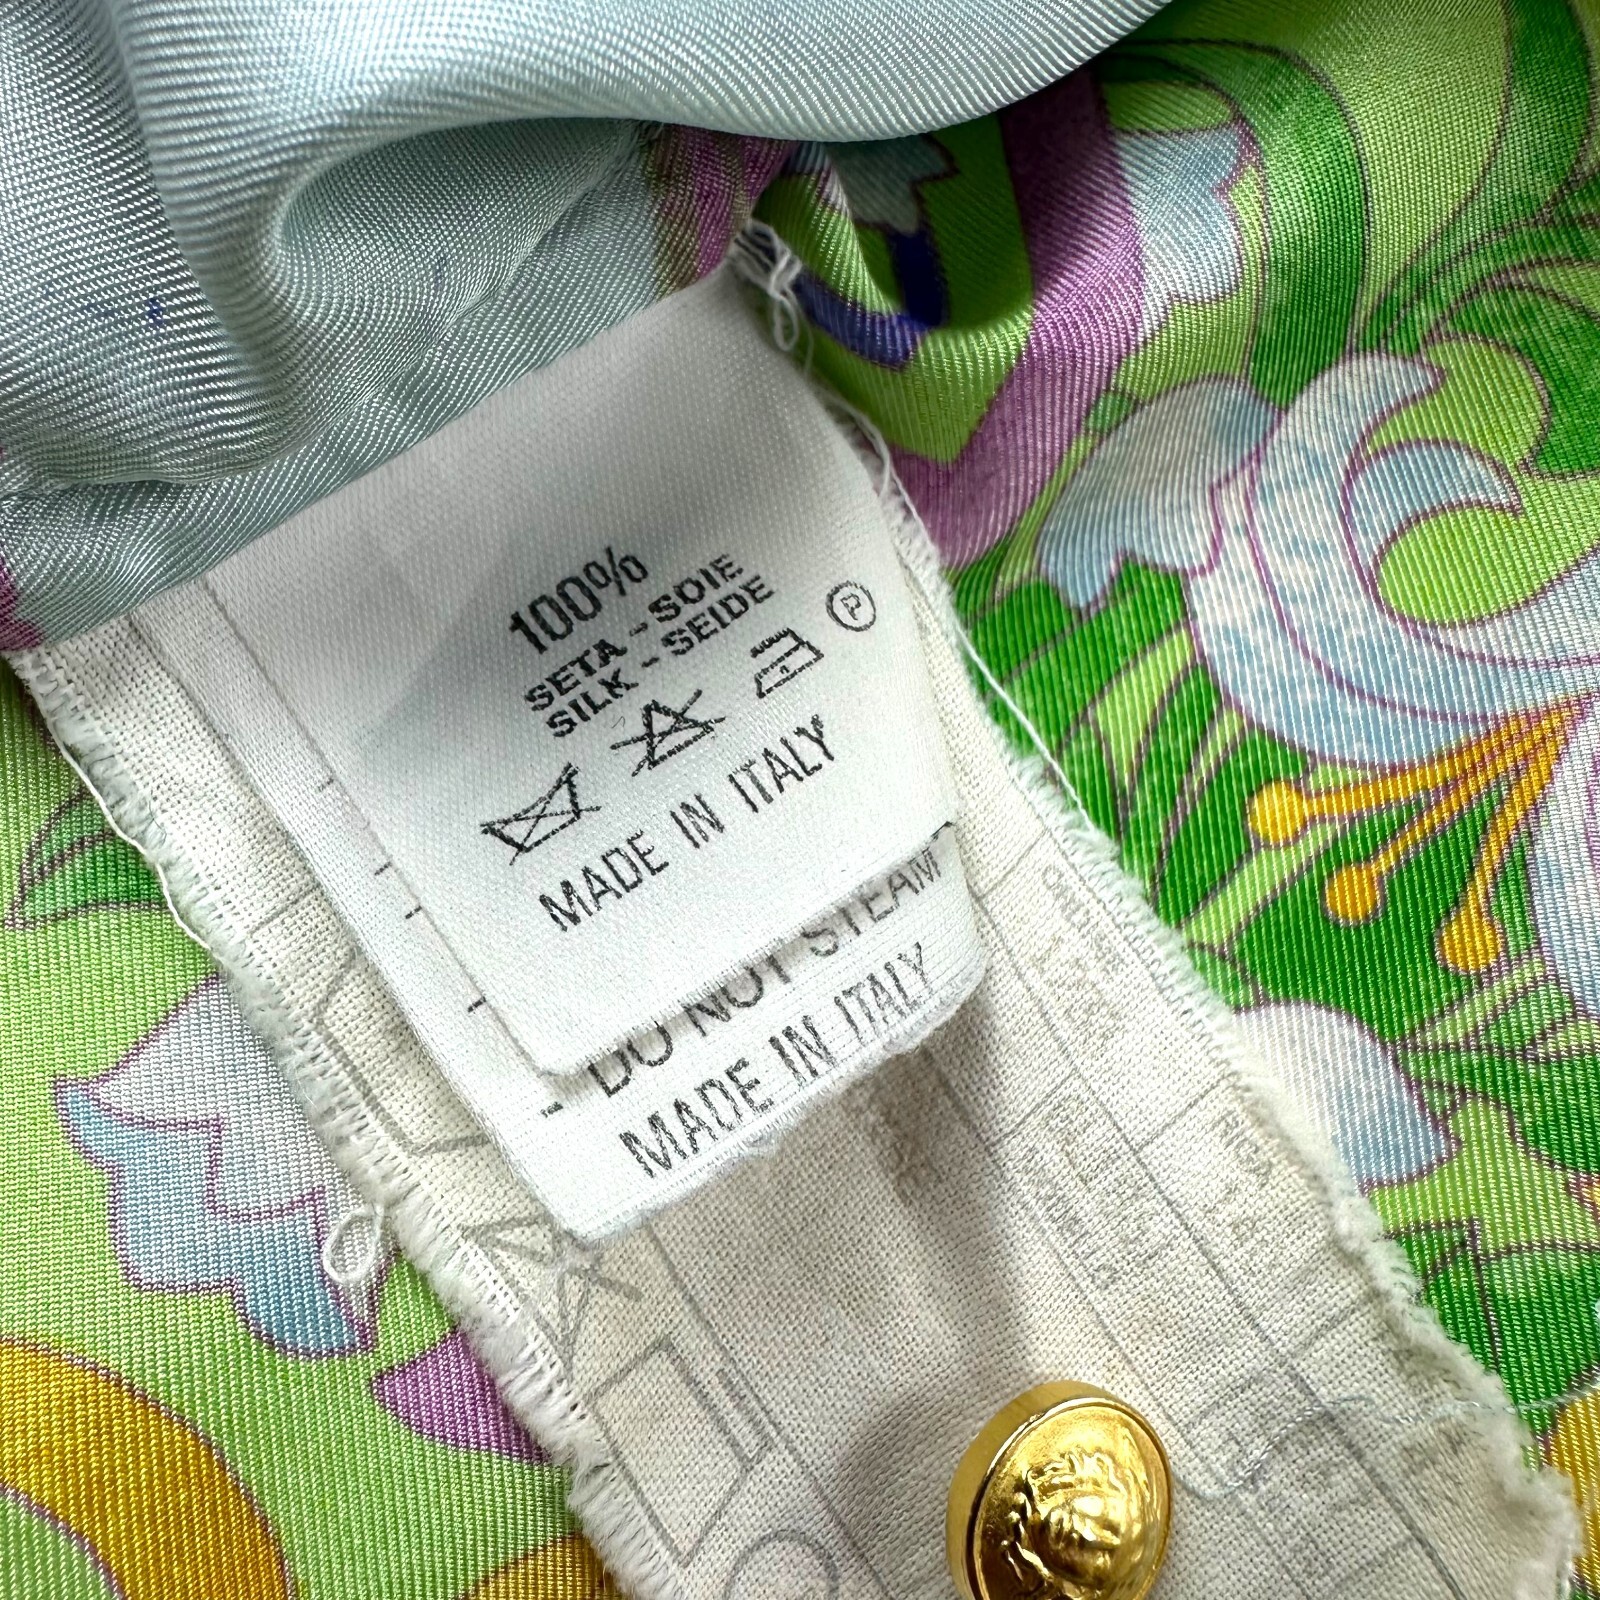 100%
SETA - SOIE
SILK - SEIDE
P
MADE IN ITALY
- DO NOT STEAM
MADE IN ITALY